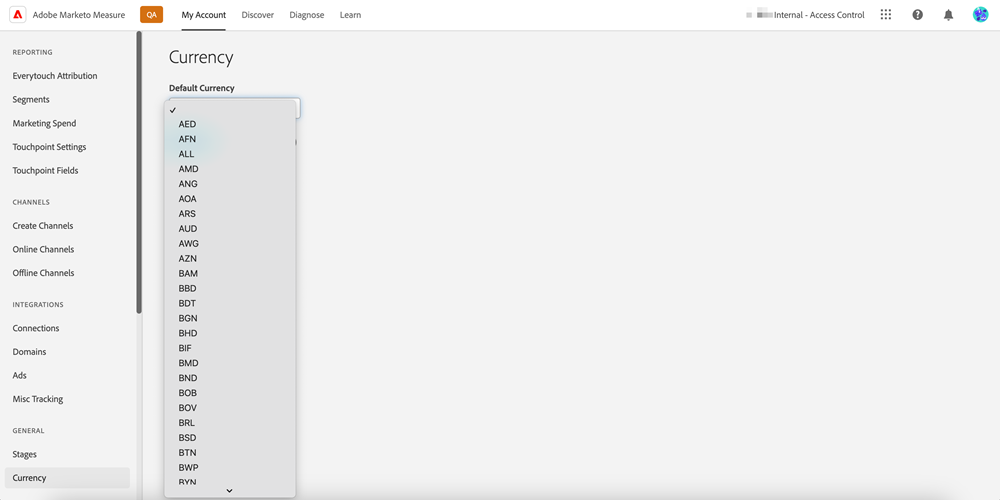 Adobe Marketo Measure
QA
My Account
Discover
Diagnose
Learn
Internal - Access Control
REPORTING
Everytouch Attribution
Segments
Marketing Spend
Touchpoint Settings
Touchpoint Fields
CHANNELS
Create Channels
Online Channels
Offline Channels
INTEGRATIONS
Connections
Domains
Ads
Misc Tracking
GENERAL
Stages
Currency
Currency
Default Currency
AED
AFN
ALL
AMD
ANG
AOA
ARS
AUD
AWG
AZN
BAM
BBD
BDT
BGN
BHD
BIF
BMD
BND
BOB
BOV
BRL
BSD
BTN
BWP
BYN